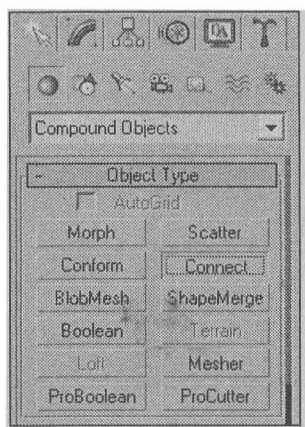 Compound Objects
- Object Type
AutoGrid
Morph Scatter
Conform Connect
BlobMesh ShapeMerge
Boolean Terrain
Loft Mesher
ProBoolean ProCutter